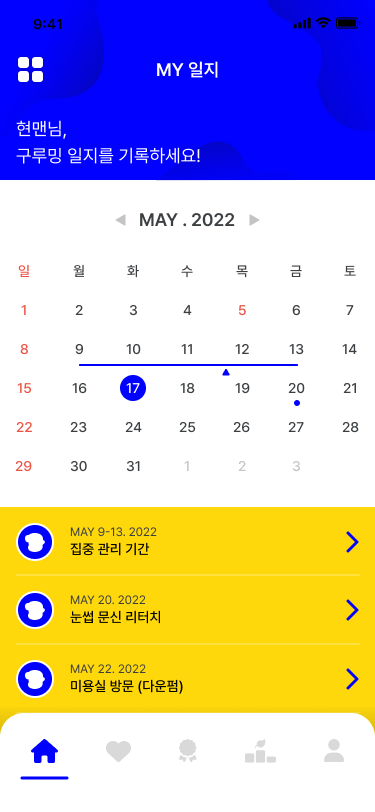 9:41
MY 일지
현맨님,
구루밍 일지를 기록하세요!
MAY . 2022
일 월 화 수 목 금 토
1 2 3 4 5 6 7
8 9 10 11 12 13 14
15 16 17 18 19 20 21
22 23 24 25 26 27 28
29 30 31 1 2 3
MAY 9-13. 2022
집중 관리 기간
MAY 20. 2022
눈썹 문신 리터치
MAY 22. 2022
미용실 방문 (다운펌)